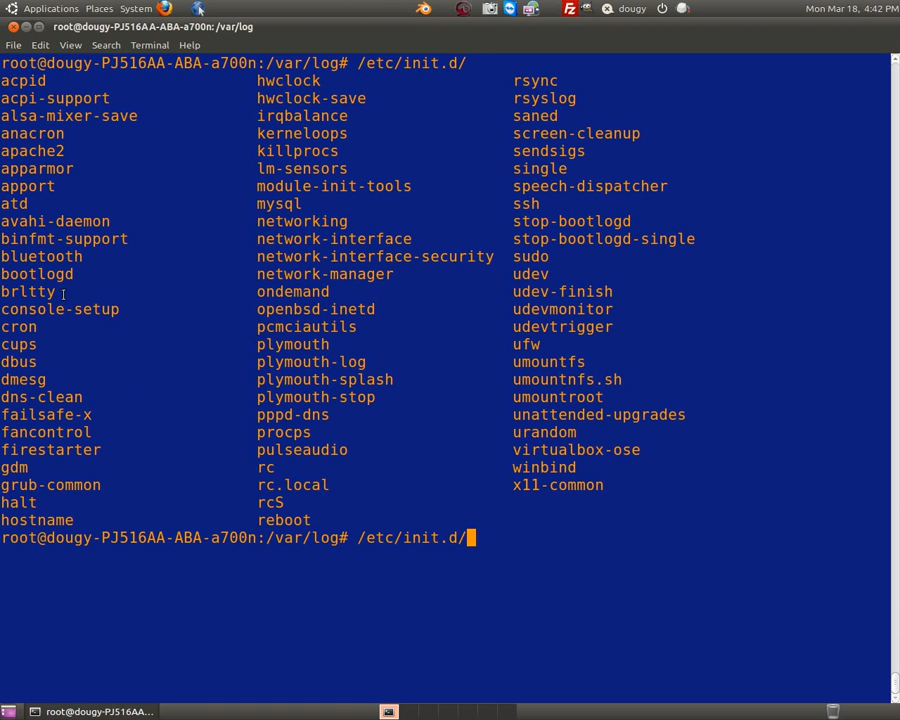 Applications Places System dougy Mon Mar 18, 4:42 PM
root@dougy-PJ516AA-ABA-a700n: /var/log
File Edit View Search Terminal Help
root@dougy-PJ516AA-ABA-a700n:/var/log# /etc/init.d/
acpid hwclock rsync
acpi-support hwclock-save rsyslog
alsa-mixer-save irqbalance saned
anacron kerneloops screen-cleanup
apache2 killprocs sendsigs
apparmor lm-sensors single
apport module-init-tools speech-dispatcher
atd mysql ssh
avahi-daemon networking stop-bootlogd
binfmt-support network-interface stop-bootlogd-single
bluetooth network-interface-security sudo
bootlogd network-manager udev
brltty ondemand udev-finish
console-setup openbsd-inetd udevmonitor
cron pcmciautils udevtrigger
cups plymouth ufw
dbus plymouth-log umountfs
dmesg plymouth-splash umountnfs.sh
dns-clean plymouth-stop umountroot
failsafe-x pppd-dns unattended-upgrades
fancontrol procps urandom
firestarter pulseaudio virtualbox-ose
gdm rc winbind
grub-common rc.local x11-common
halt rcS
hostname reboot
root@dougy-PJ516AA-ABA-a700n:/var/log# /etc/init.d/
root@dougy-PJ516AA...